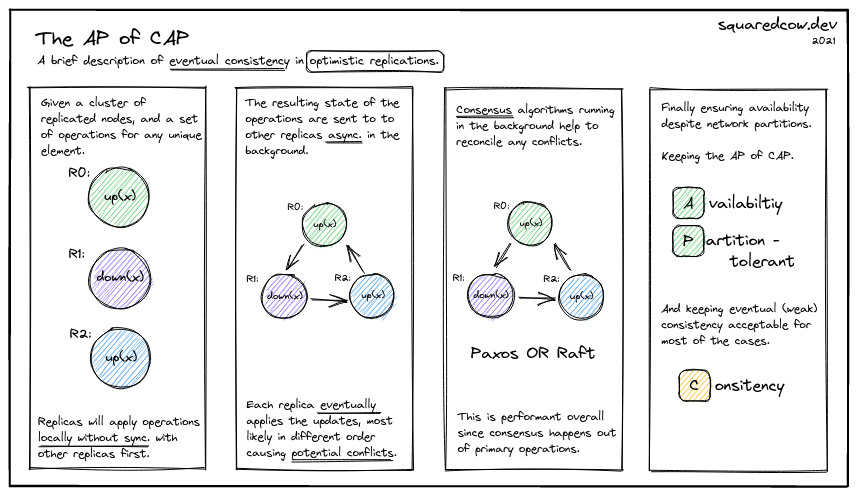 The AP of CAP
squaredcow.dev
2021
A brief description of eventual consistency in optimistic replications.
Given a cluster of
replicated nodes, and a set
of operations for any unique
element.
R0:
up(x)
R1:
down(x)
R2:
up(x)
Replicas will apply operations
locally without sync. with
other replicas first.
The resulting state of the
operations are sent to to
other replicas async. in the
background.
R0:
up(x)
R1:
down(x)
R2:
up(x)
Each replica eventually
applies the updates, most
likely in different order
causing potential conflicts.
Consensus algorithms running
in the background help to
reconcile any conflicts.
R0:
up(x)
R1:
down(x)
R2:
up(x)
Paxos OR Raft
This is performant overall
since consensus happens out
of primary operations.
Finally ensuring availability
despite network partitions.
Keeping the AP of CAP.
A vailabiltiy
P artition -
tolerant
And keeping eventual (weak)
consistency acceptable for
most of the cases.
C onsitency